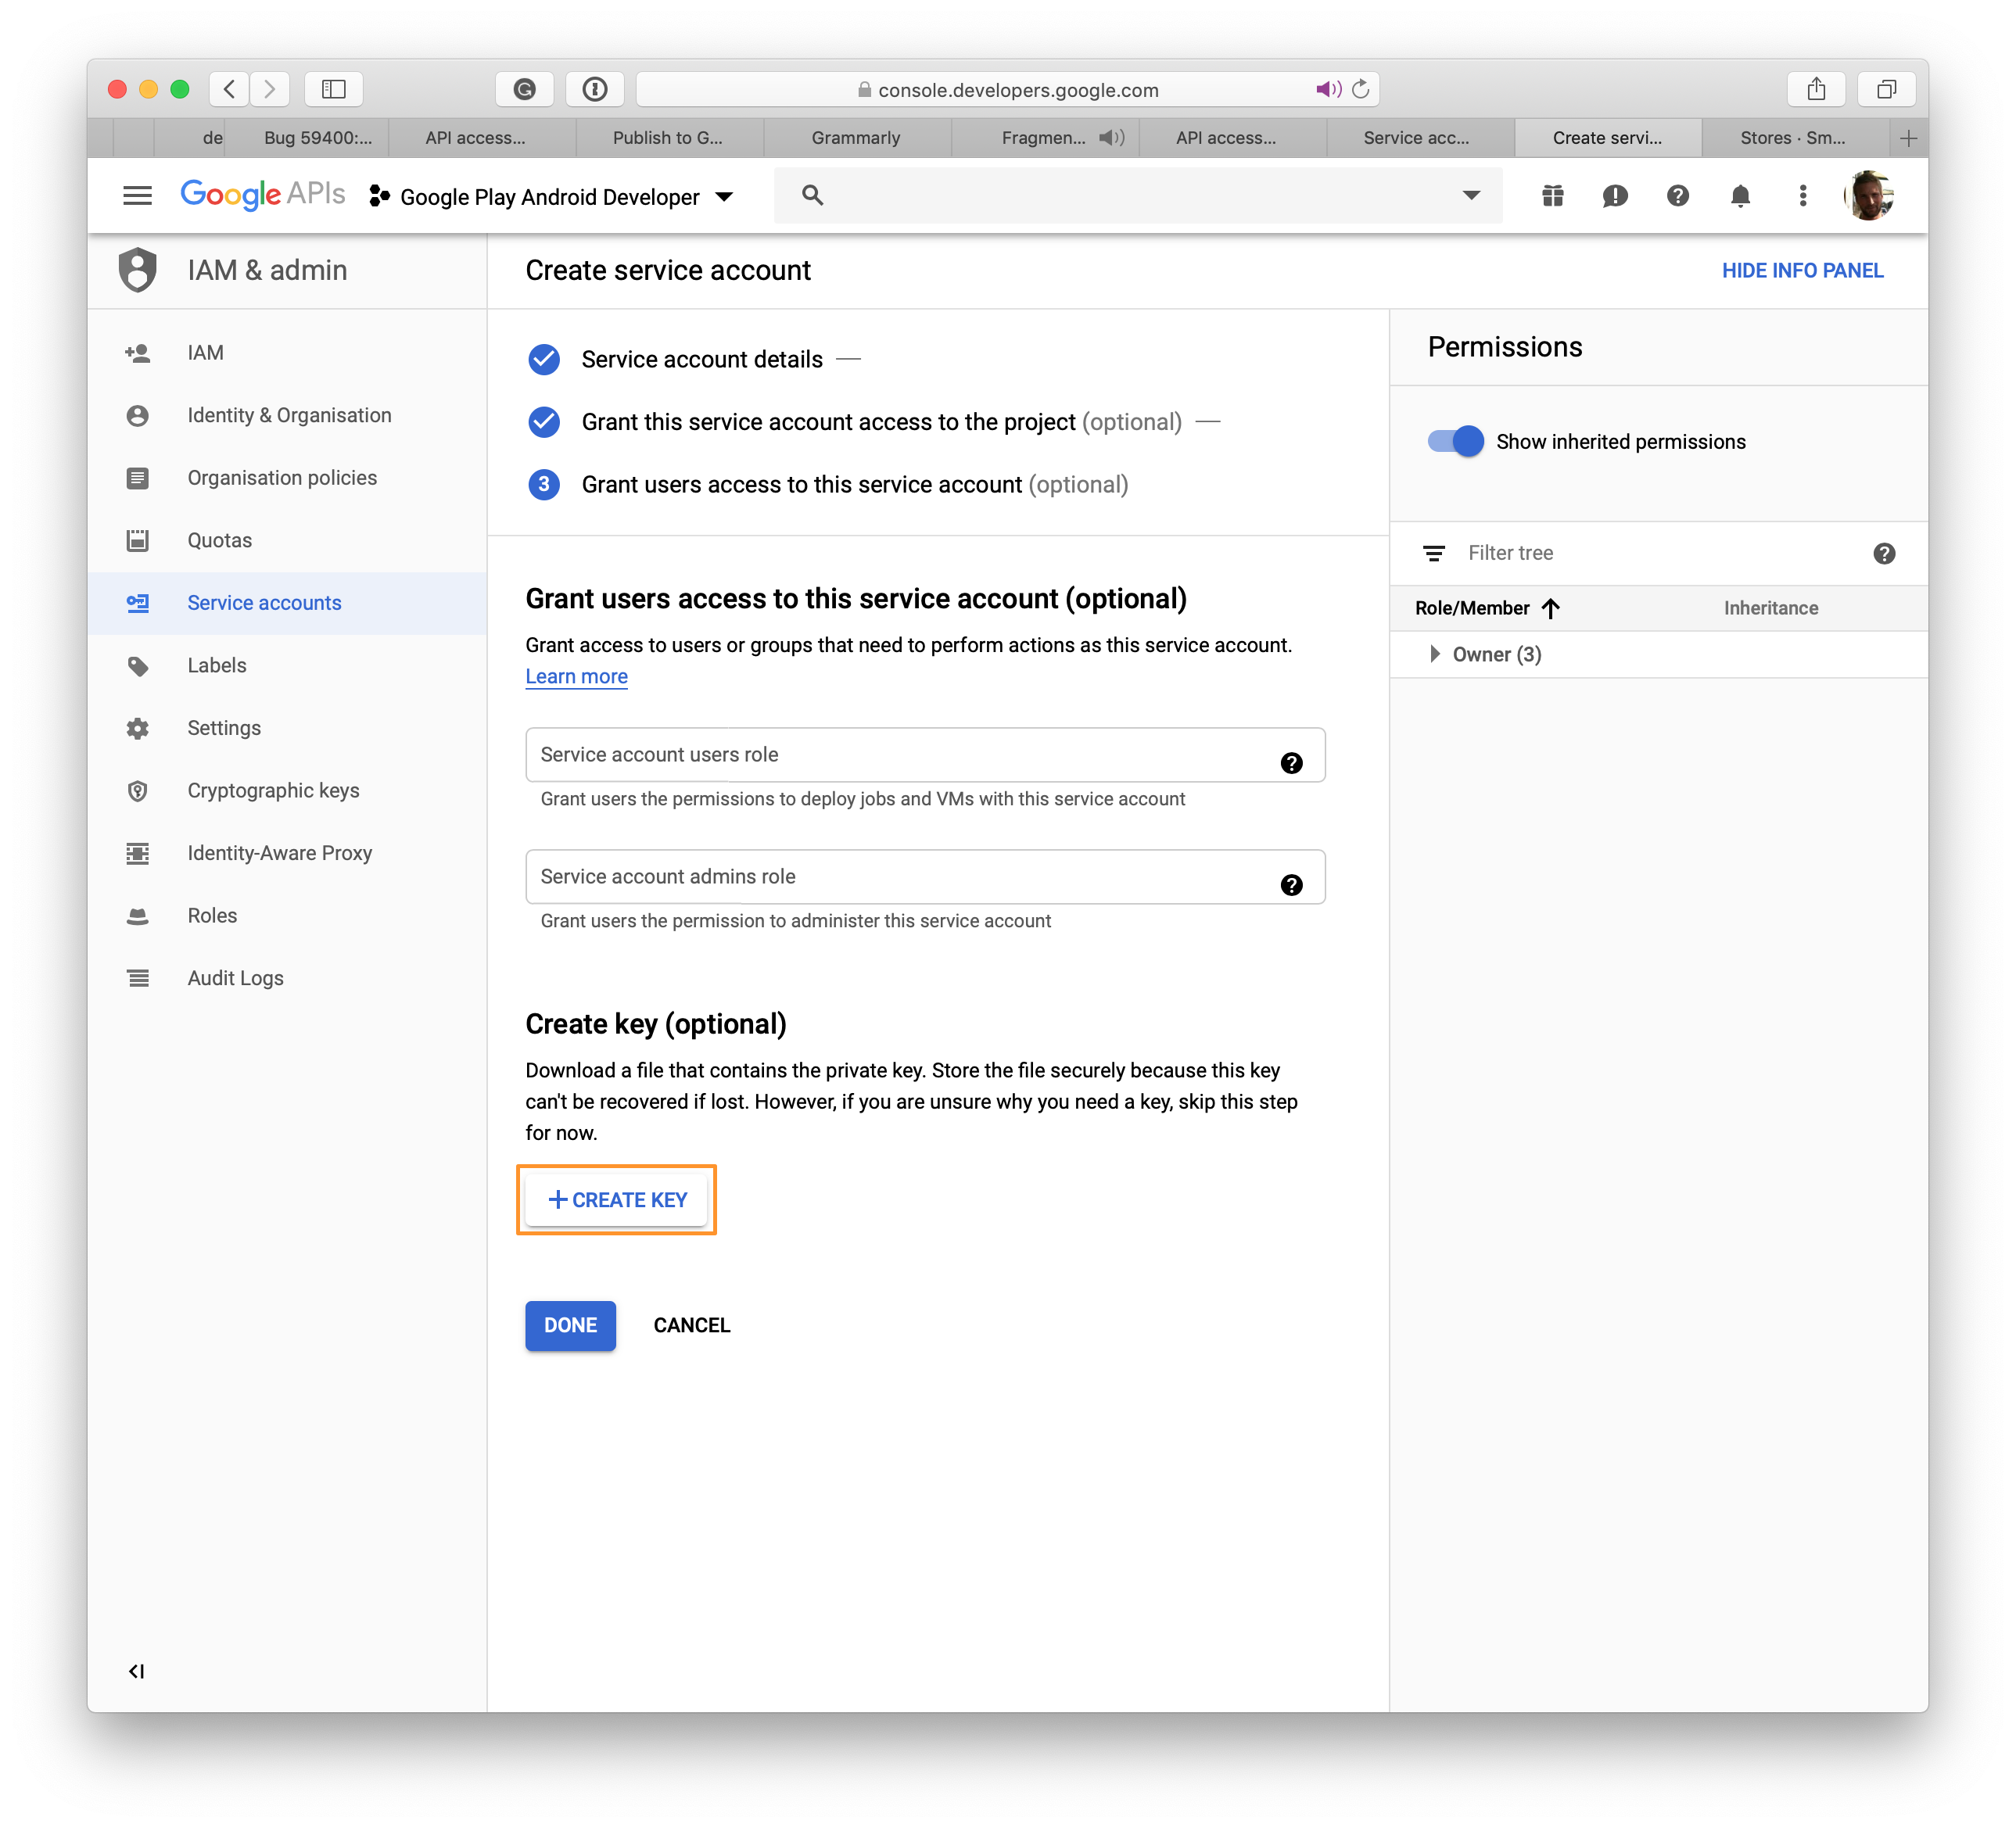 console.developers.google.com
de
Bug 59400:...
API access...
Publish to G...
Grammarly
Fragmen...
API access...
Service acc...
Create servi...
Stores · Sm...
Google APIs
Google Play Android Developer
IAM & admin
Create service account
HIDE INFO PANEL
IAM
Identity & Organisation
Organisation policies
Quotas
Service accounts
Labels
Settings
Cryptographic keys
Identity-Aware Proxy
Roles
Audit Logs
Service account details —
Grant this service account access to the project (optional) —
3 Grant users access to this service account (optional)
Grant users access to this service account (optional)
Grant access to users or groups that need to perform actions as this service account.
Learn more
Service account users role
Grant users the permissions to deploy jobs and VMs with this service account
Service account admins role
Grant users the permission to administer this service account
Create key (optional)
Download a file that contains the private key. Store the file securely because this key
can't be recovered if lost. However, if you are unsure why you need a key, skip this step
for now.
+ CREATE KEY
DONE
CANCEL
Permissions
Show inherited permissions
Filter tree
Role/Member
Inheritance
Owner (3)